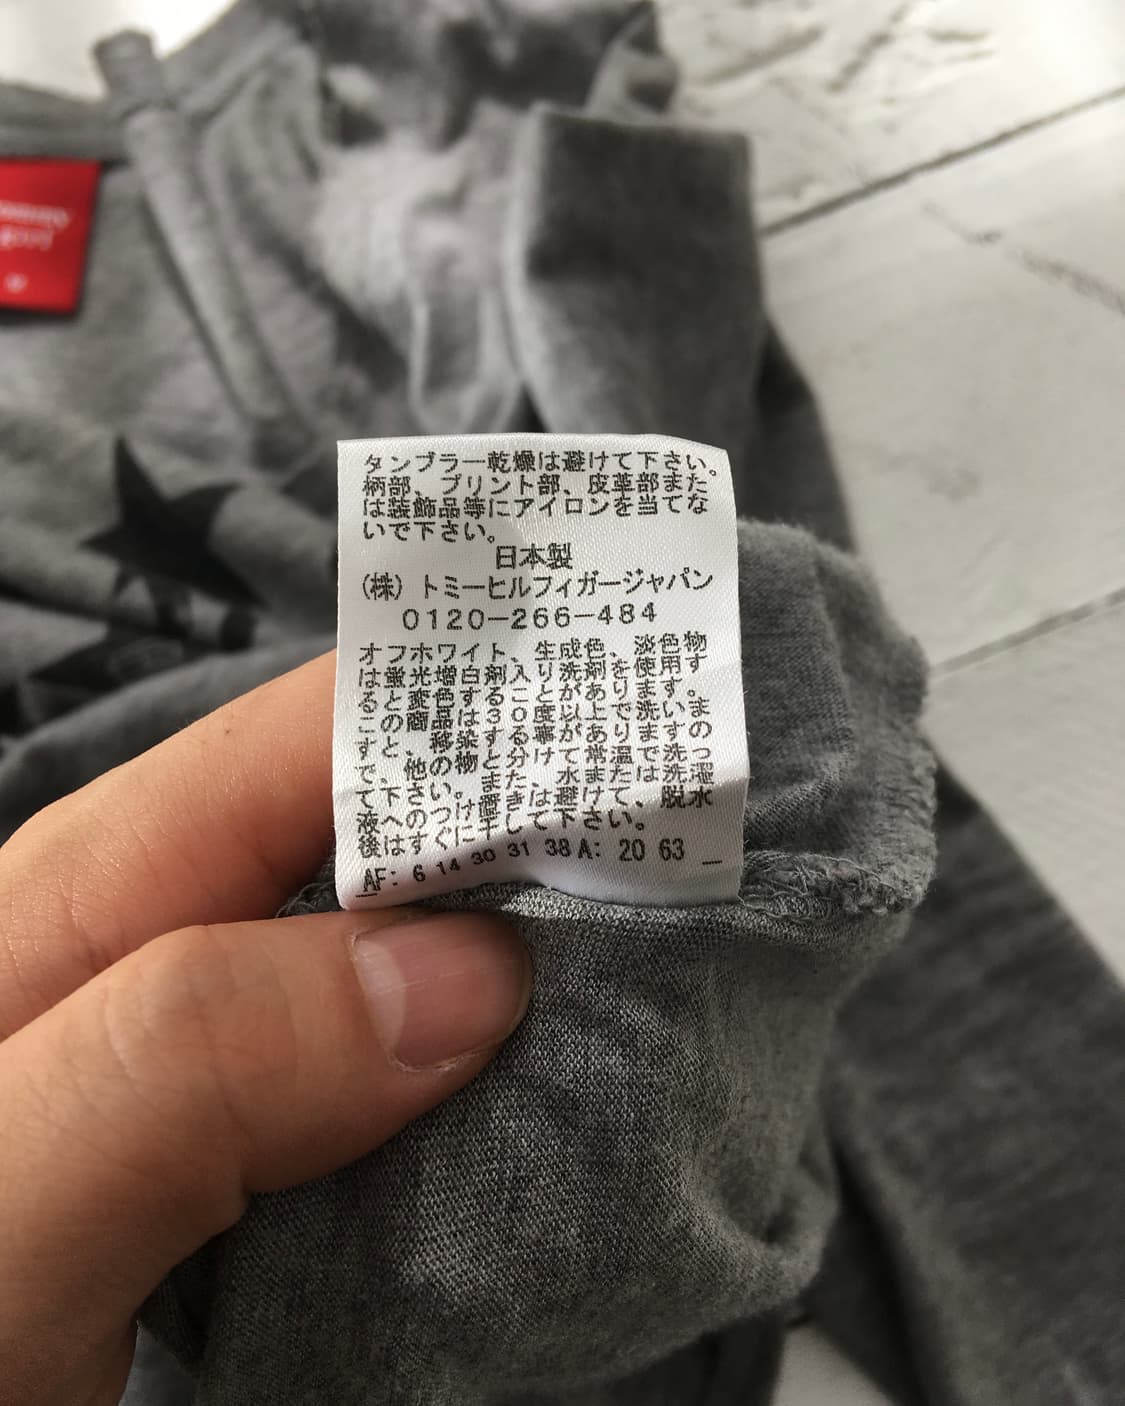 タンブラー乾燥は避けて下さい。
柄部、プリント部、皮革部また
は装飾品等にアイロンを当てな
いで下さい。
日本製
(株) トミーヒルフィガージャパン
0120-266-484
オフホワイト、生成色、淡色物
は蛍光増白剤入り洗剤を使用す
ると変色することがあります。
この商品は30度以上で洗いま
すと、移染する事がありますの
で、他の物と分けて常温で洗っ
て下さい。また、水または洗濯
液へのつけ置きは避けて、脱水
後はすぐに干して下さい。
AF: 6 14 30 31 38 A: 20 63
girl